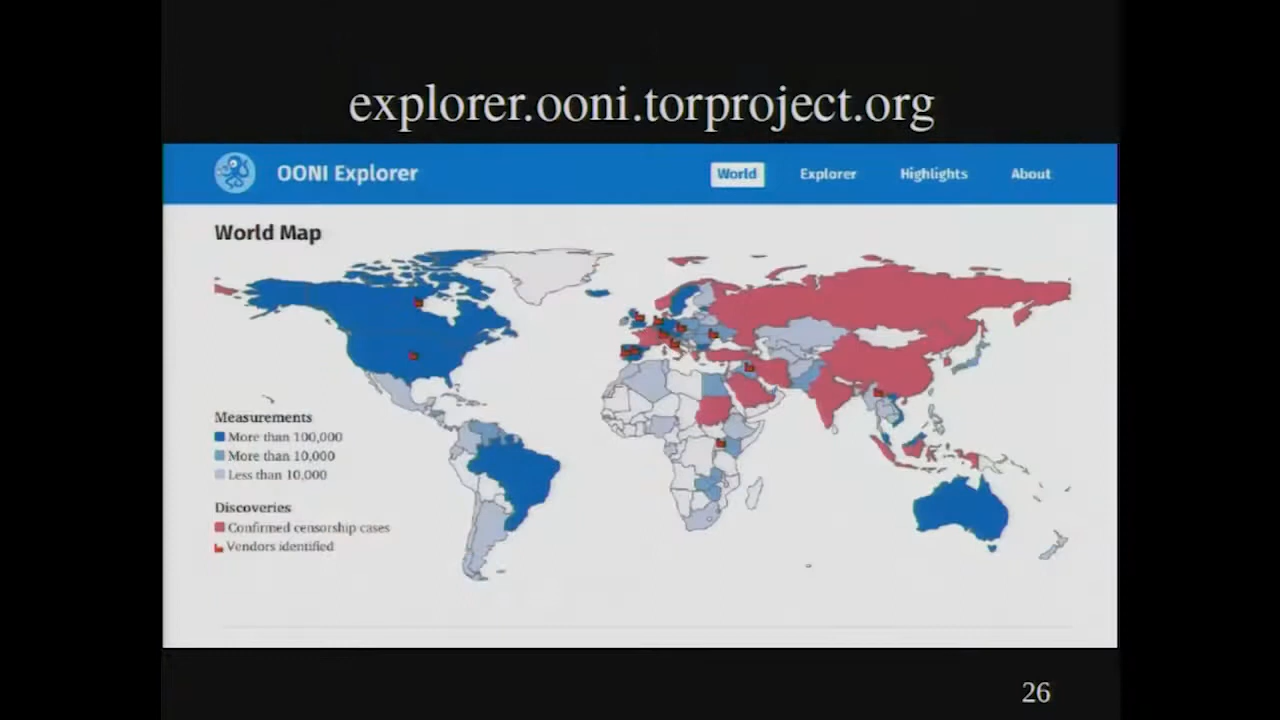 explorer.ooni.torproject.org
OONI Explorer
World Explorer Highlights About
World Map
Measurements
More than 100,000
More than 10,000
Less than 10,000
Discoveries
Confirmed censorship cases
Vendors identified
26